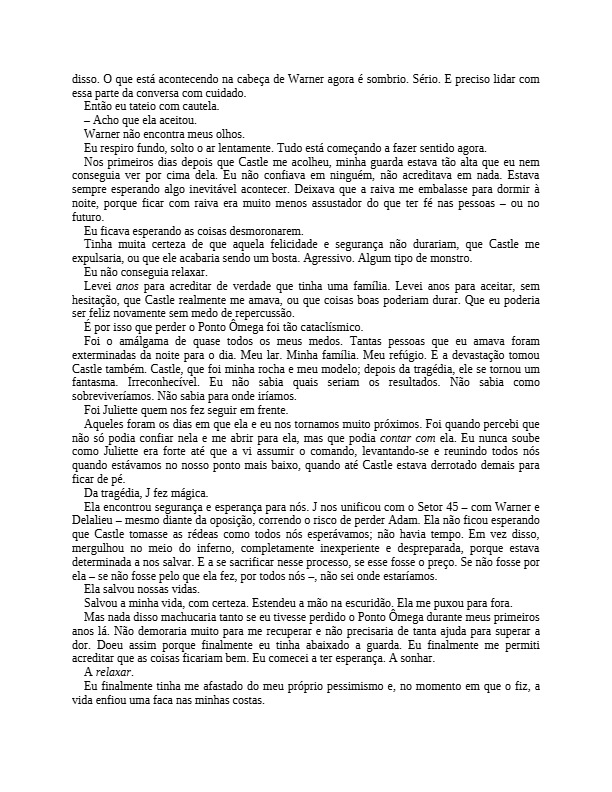 disso. O que está acontecendo na cabeça de Warner agora é sombrio. Sério. E preciso lidar com
essa parte da conversa com cuidado.
Então eu tateio com cautela.
– Acho que ela aceitou.
Warner não encontra meus olhos.
Eu respiro fundo, solto o ar lentamente. Tudo está começando a fazer sentido agora.
Nos primeiros dias depois que Castle me acolheu, minha guarda estava tão alta que eu nem
conseguia ver por cima dela. Eu não confiava em ninguém, não acreditava em nada. Estava
sempre esperando algo inevitável acontecer. Deixava que a raiva me embalasse para dormir à
noite, porque ficar com raiva era muito menos assustador do que ter fé nas pessoas – ou no
futuro.
Eu ficava esperando as coisas desmoronarem.
Tinha muita certeza de que aquela felicidade e segurança não durariam, que Castle me
expulsaria, ou que ele acabaria sendo um bosta. Agressivo. Algum tipo de monstro.
Eu não conseguia relaxar.
Levei anos para acreditar de verdade que tinha uma família. Levei anos para aceitar, sem
hesitação, que Castle realmente me amava, ou que coisas boas poderiam durar. Que eu poderia
ser feliz novamente sem medo de repercussão.
É por isso que perder o Ponto Ômega foi tão cataclísmico.
Foi o amálgama de quase todos os meus medos. Tantas pessoas que eu amava foram
exterminadas da noite para o dia. Meu lar. Minha família. Meu refúgio. E a devastação tomou
Castle também. Castle, que foi minha rocha e meu modelo; depois da tragédia, ele se tornou um
fantasma. Irreconhecível. Eu não sabia quais seriam os resultados. Não sabia como
sobreviveríamos. Não sabia para onde iríamos.
Foi Juliette quem nos fez seguir em frente.
Aqueles foram os dias em que ela e eu nos tornamos muito próximos. Foi quando percebi que
não só podia confiar nela e me abrir para ela, mas que podia contar com ela. Eu nunca soube
como Juliette era forte até que a vi assumir o comando, levantando-se e reunindo todos nós
quando estávamos no nosso ponto mais baixo, quando até Castle estava derrotado demais para
ficar de pé.
Da tragédia, J fez mágica.
Ela encontrou segurança e esperança para nós. J nos unificou com o Setor 45 – com Warner e
Delalieu – mesmo diante da oposição, correndo o risco de perder Adam. Ela não ficou esperando
que Castle tomasse as rédeas como todos nós esperávamos; não havia tempo. Em vez disso,
mergulhou no meio do inferno, completamente inexperiente e despreparada, porque estava
determinada a nos salvar. E a se sacrificar nesse processo, se esse fosse o preço. Se não fosse por
ela – se não fosse pelo que ela fez, por todos nós –, não sei onde estaríamos.
Ela salvou nossas vidas.
Salvou a minha vida, com certeza. Estendeu a mão na escuridão. Ela me puxou para fora.
Mas nada disso machucaria tanto se eu tivesse perdido o Ponto Ômega durante meus primeiros
anos lá. Não demoraria muito para me recuperar e não precisaria de tanta ajuda para superar a
dor. Doeu assim porque finalmente eu tinha abaixado a guarda. Eu finalmente me permiti
acreditar que as coisas ficariam bem. Eu comecei a ter esperança. A sonhar.
A relaxar.
Eu finalmente tinha me afastado do meu próprio pessimismo e, no momento em que o fiz, a
vida enfiou uma faca nas minhas costas.